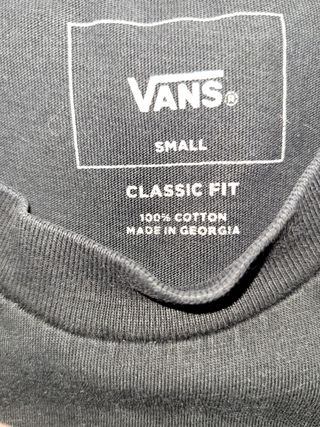 VANS®
SMALL
CLASSIC FIT
100% COTTON
MADE IN GEORGIA